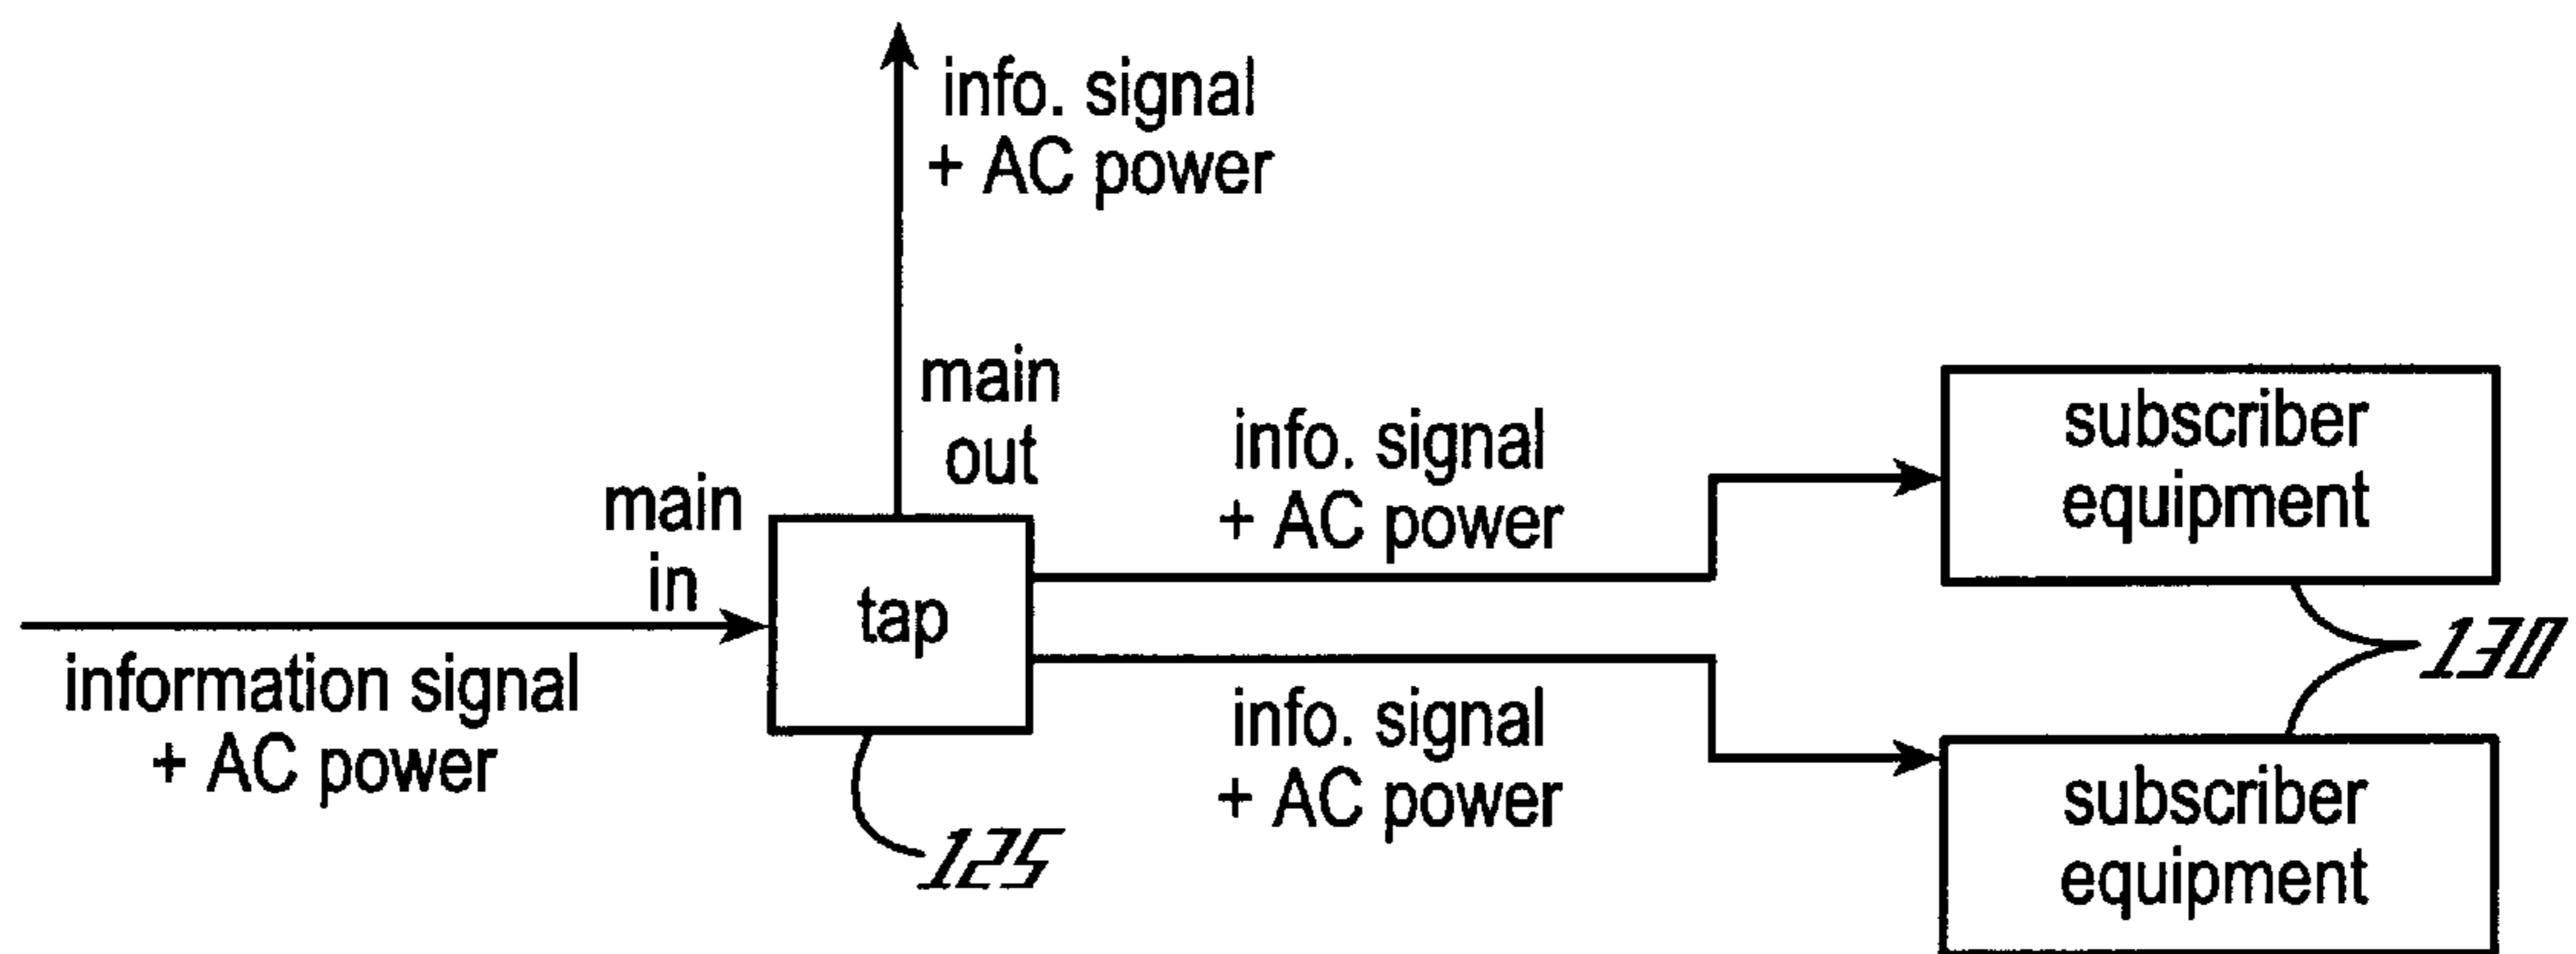 info. signal
+ AC power
main
out
main
in
information signal
+ AC power
tap
125
info. signal
+ AC power
info. signal
+ AC power
subscriber
equipment
130
subscriber
equipment